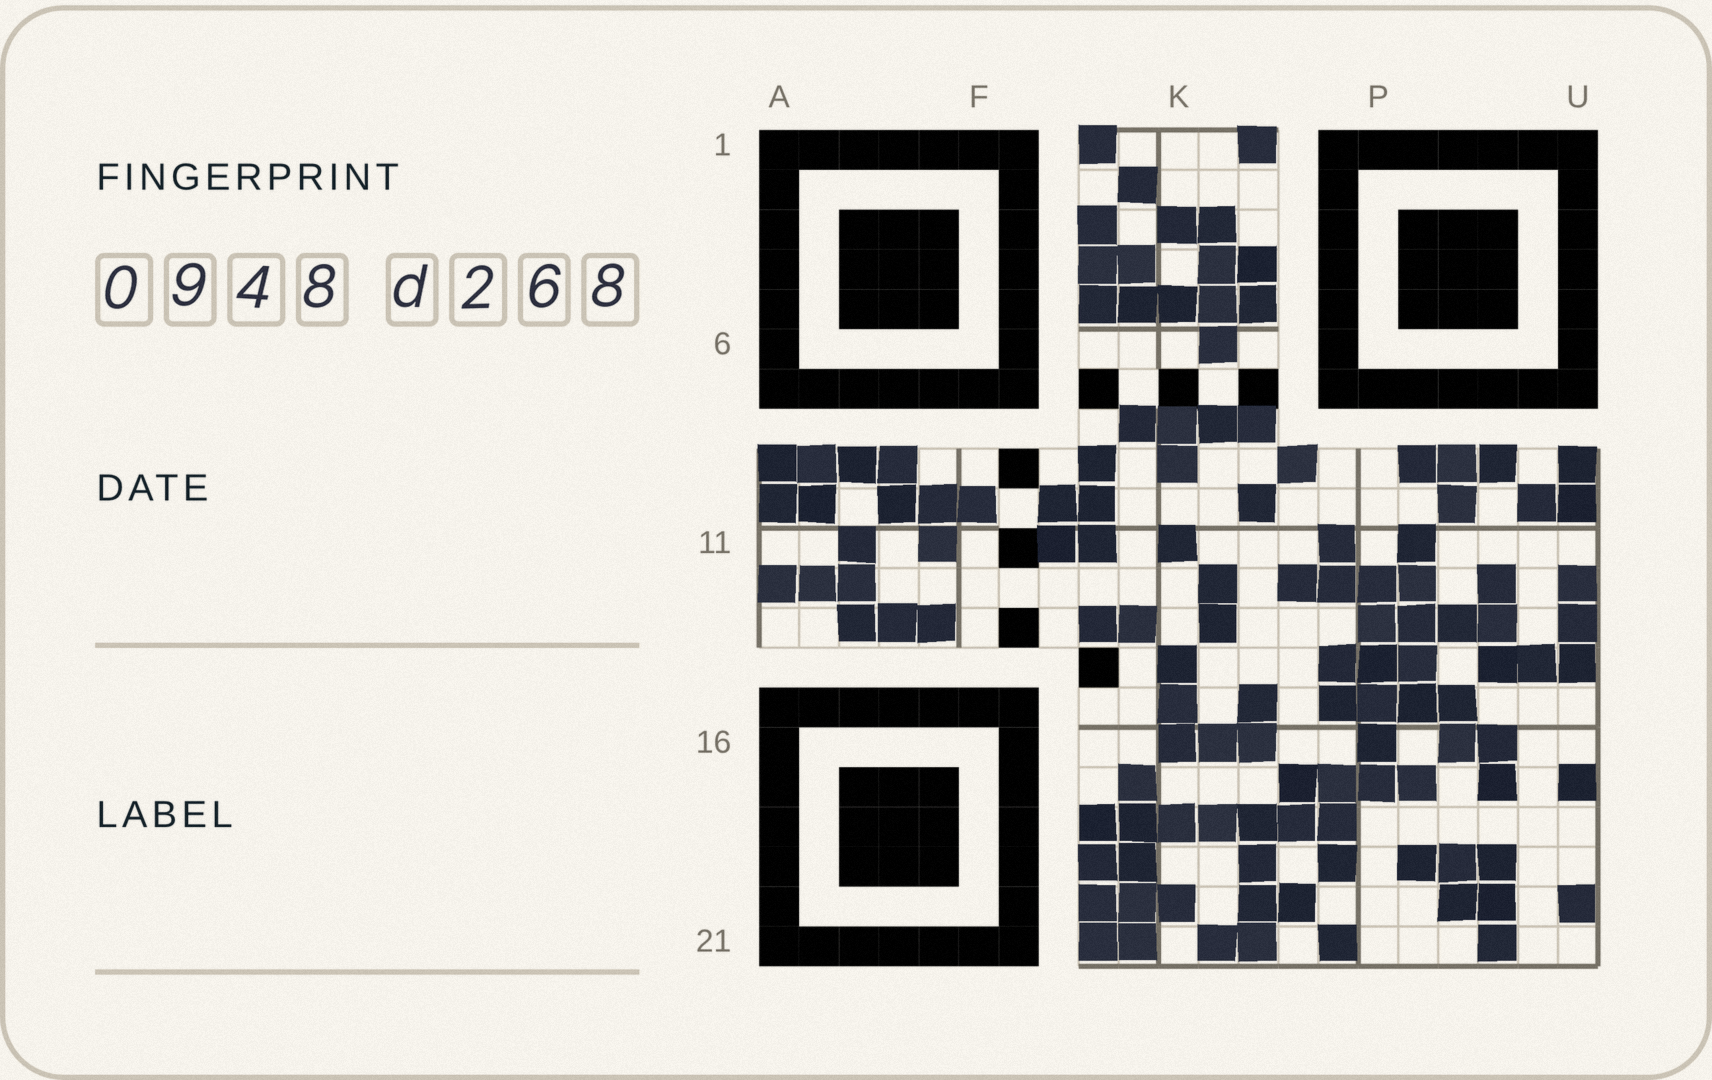 FINGERPRINT
0948 d268
DATE
LABEL
A F K P U
1
6
11
16
21